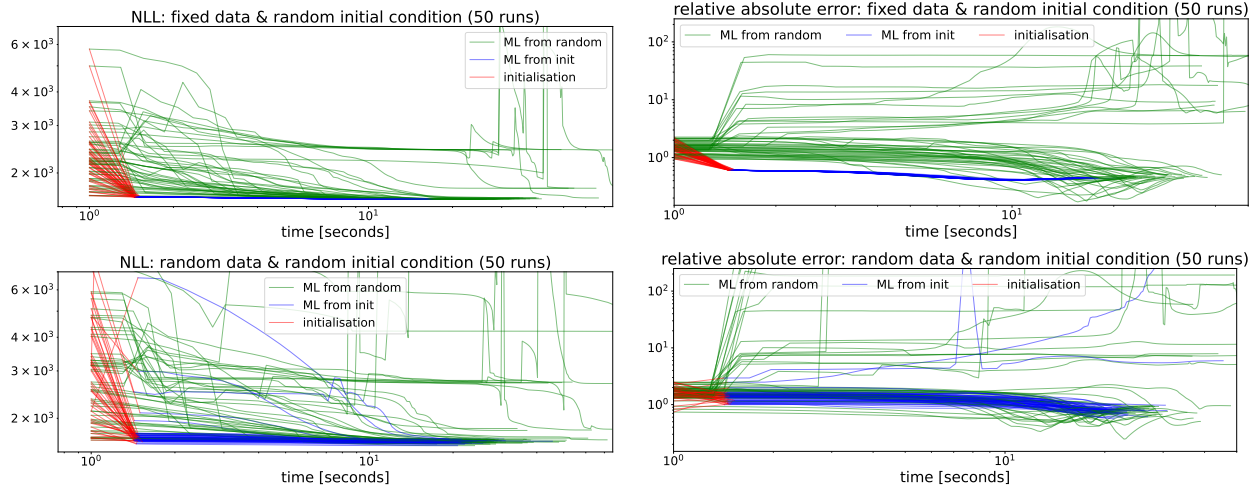 NLL: fixed data & random initial condition (50 runs)
6 × 10³
ML from random
ML from init
initialisation
3 × 10³
2 × 10³
10⁰
10¹
time [seconds]
relative absolute error: fixed data & random initial condition (50 runs)
10²
ML from random ML from init initialisation
10¹
10⁰
10⁰
10¹
time [seconds]
NLL: random data & random initial condition (50 runs)
6 × 10³
ML from random
ML from init
initialisation
4 × 10³
3 × 10³
2 × 10³
10⁰
10¹
time [seconds]
relative absolute error: random data & random initial condition (50 runs)
10²
ML from random ML from init initialisation
10¹
10⁰
10⁰
10¹
time [seconds]